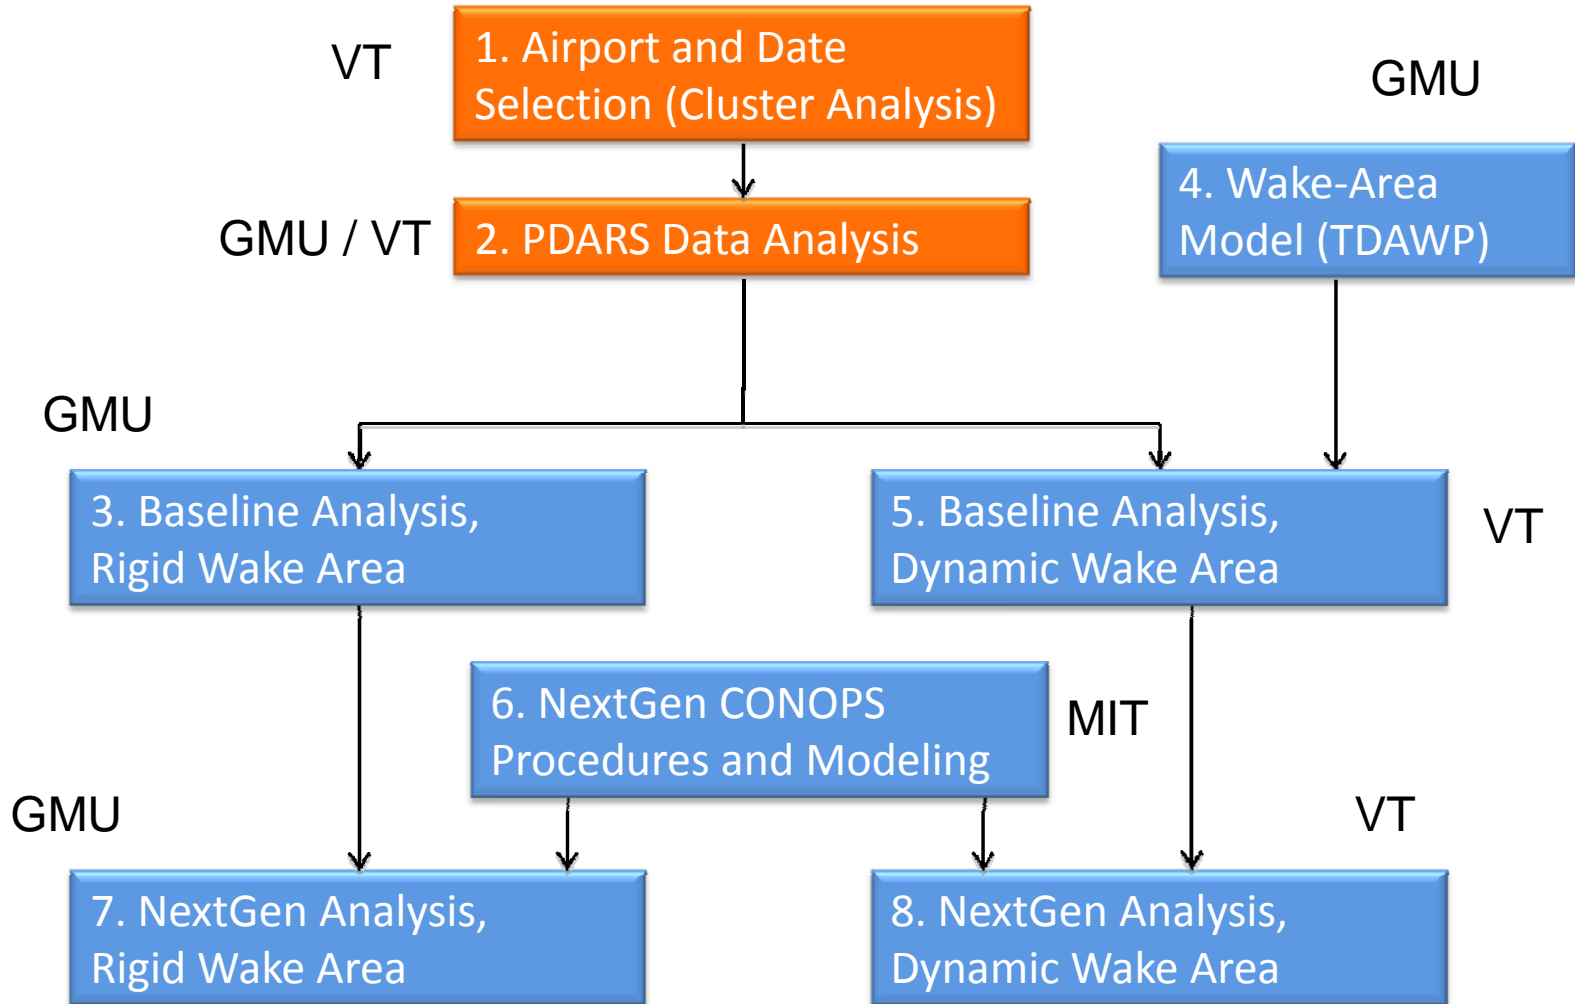 VT
1. Airport and Date
Selection (Cluster Analysis)
GMU
4. Wake-Area
Model (TDAWP)
GMU / VT
2. PDARS Data Analysis
GMU
3. Baseline Analysis,
Rigid Wake Area
5. Baseline Analysis,
Dynamic Wake Area
VT
6. NextGen CONOPS
Procedures and Modeling
MIT
GMU
VT
7. NextGen Analysis,
Rigid Wake Area
8. NextGen Analysis,
Dynamic Wake Area